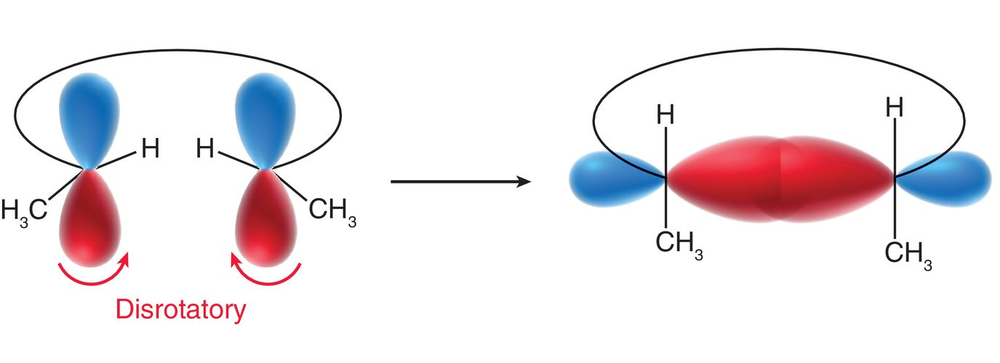 H H
H₃C CH₃
Disrotatory
H H
CH₃ CH₃